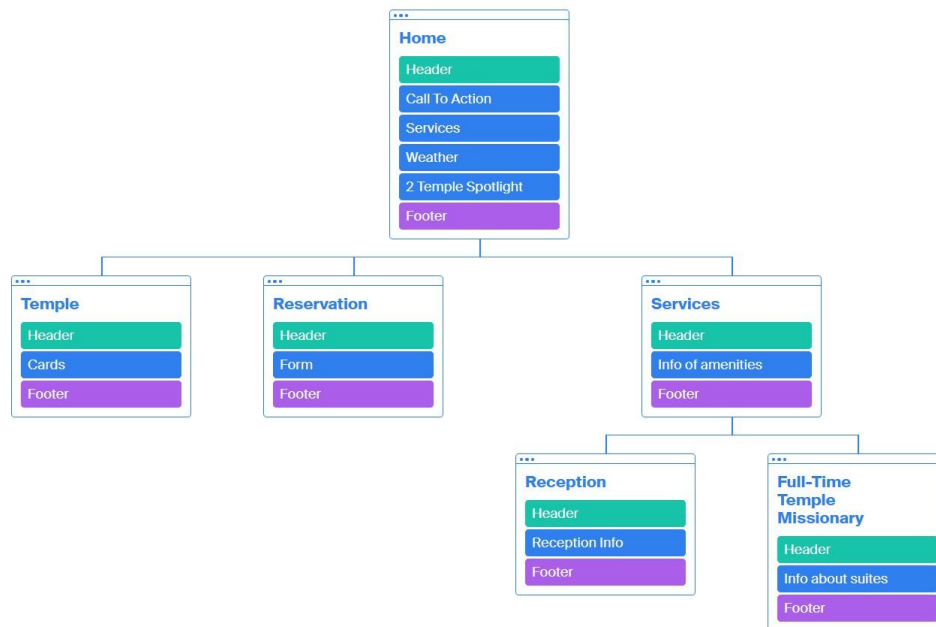 Home
Header
Call To Action
Services
Weather
2 Temple Spotlight
Footer
Temple
Header
Cards
Footer
Reservation
Header
Form
Footer
Services
Header
Info of amenities
Footer
Reception
Header
Reception Info
Footer
Full-Time
Temple
Missionary
Header
Info about suites
Footer